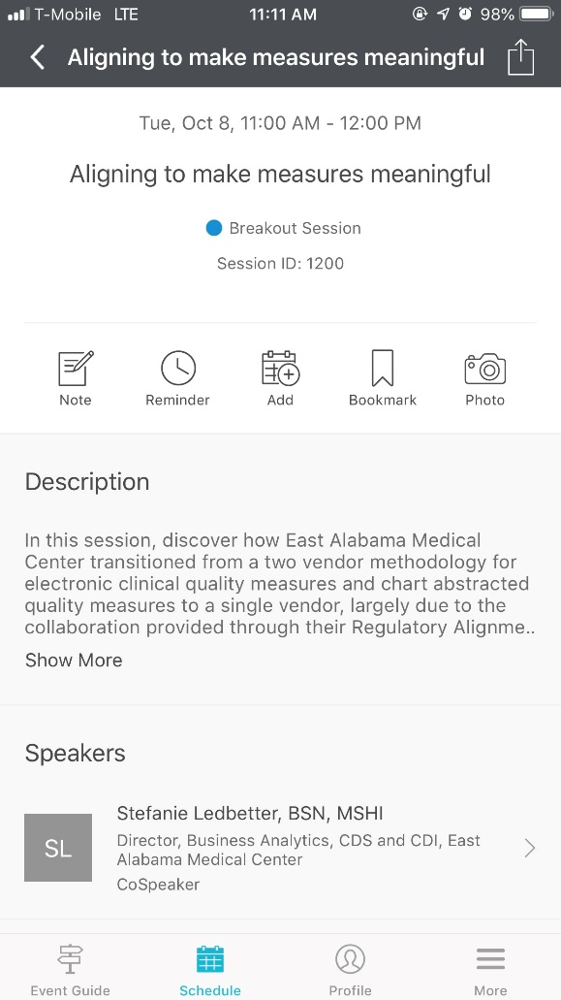 T-Mobile LTE 11:11 AM 98%
Aligning to make measures meaningful
Tue, Oct 8, 11:00 AM - 12:00 PM
Aligning to make measures meaningful
Breakout Session
Session ID: 1200
Note Reminder Add Bookmark Photo
Description
In this session, discover how East Alabama Medical
Center transitioned from a two vendor methodology for
electronic clinical quality measures and chart abstracted
quality measures to a single vendor, largely due to the
collaboration provided through their Regulatory Alignme..
Show More
Speakers
SL
Stefanie Ledbetter, BSN, MSHI
Director, Business Analytics, CDS and CDI, East
Alabama Medical Center
CoSpeaker
Event Guide Schedule Profile More